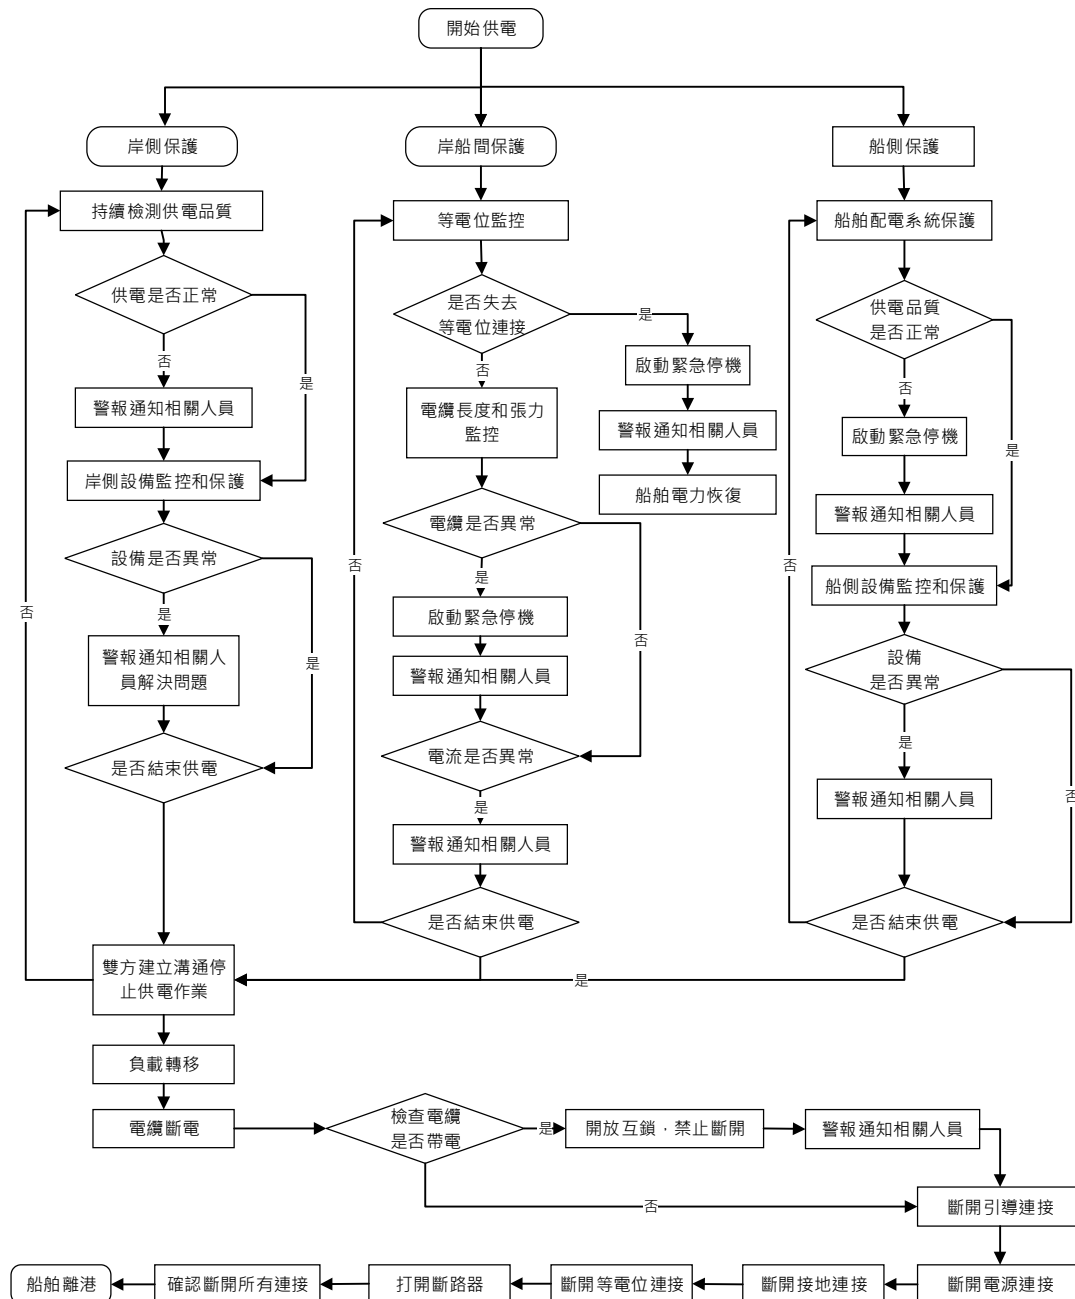 開始供電
岸側保護
岸船間保護
船側保護
持續檢測供電品質
等電位監控
船舶配電系統保護
供電是否正常
是否失去
等電位連接
是
供電品質
是否正常
否
是
否
啟動緊急停機
否
是
警報通知相關人員
電纜長度和張力
監控
警報通知相關人員
啟動緊急停機
岸側設備監控和保護
船舶電力恢復
警報通知相關人員
電纜是否異常
設備是否異常
否
否
是
船側設備監控和保護
否
是
啟動緊急停機
否
警報通知相關人
員解決問題
是
警報通知相關人員
設備
是否異常
是否結束供電
電流是否異常
是
是
警報通知相關人員
否
警報通知相關人員
是否結束供電
是否結束供電
雙方建立溝通停
止供電作業
是
負載轉移
電纜斷電
檢查電纜
是否帶電
是
開放互鎖，禁止斷開
警報通知相關人員
否
斷開引導連接
船舶離港
確認斷開所有連接
打開斷路器
斷開等電位連接
斷開接地連接
斷開電源連接